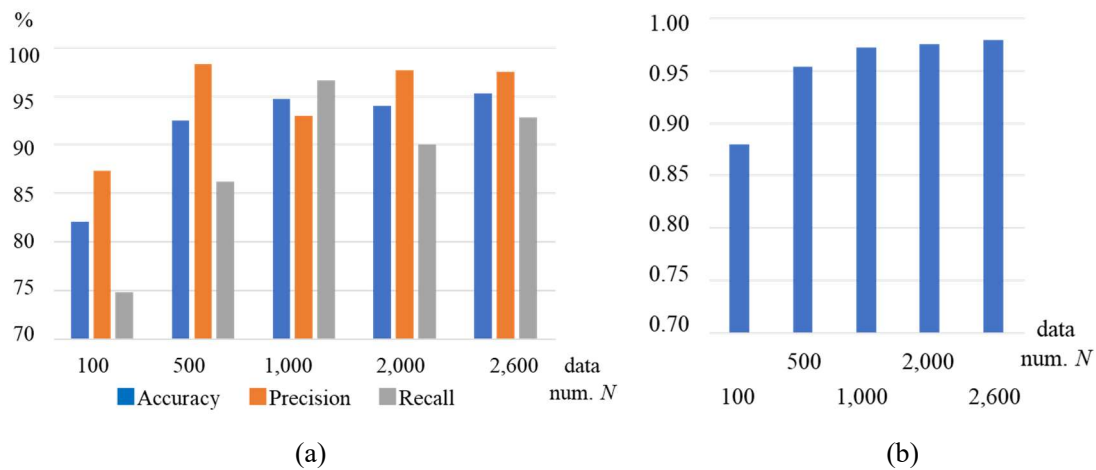 %
100
95
90
85
80
75
70
100 500 1,000 2,000 2,600 data
num. N
Accuracy Precision Recall
(a)
1.00
0.95
0.90
0.85
0.80
0.75
0.70
data
num. N
500 2,000
100 1,000 2,600
(b)